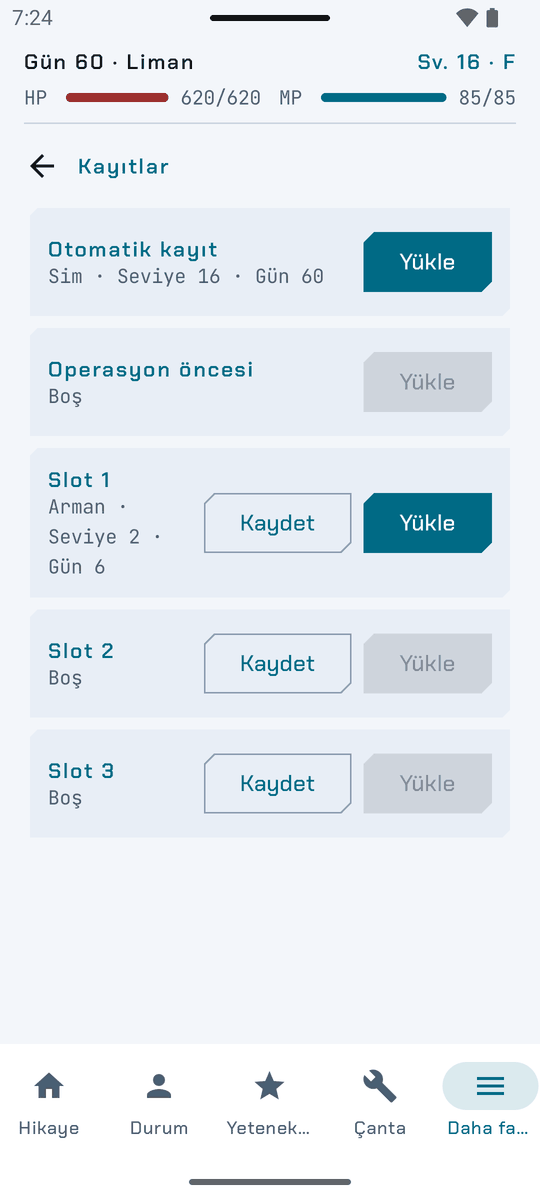 7:24
Gün 60 · Liman
Sv. 16 · F
HP 620/620 MP 85/85
Kayıtlar
Otomatik kayıt
Sim · Seviye 16 · Gün 60
Yükle
Operasyon öncesi
Boş
Yükle
Slot 1
Arman ·
Seviye 2 ·
Gün 6
Kaydet
Yükle
Slot 2
Boş
Kaydet
Yükle
Slot 3
Boş
Kaydet
Yükle
Hikaye
Durum
Yetenek...
Çanta
Daha fa...